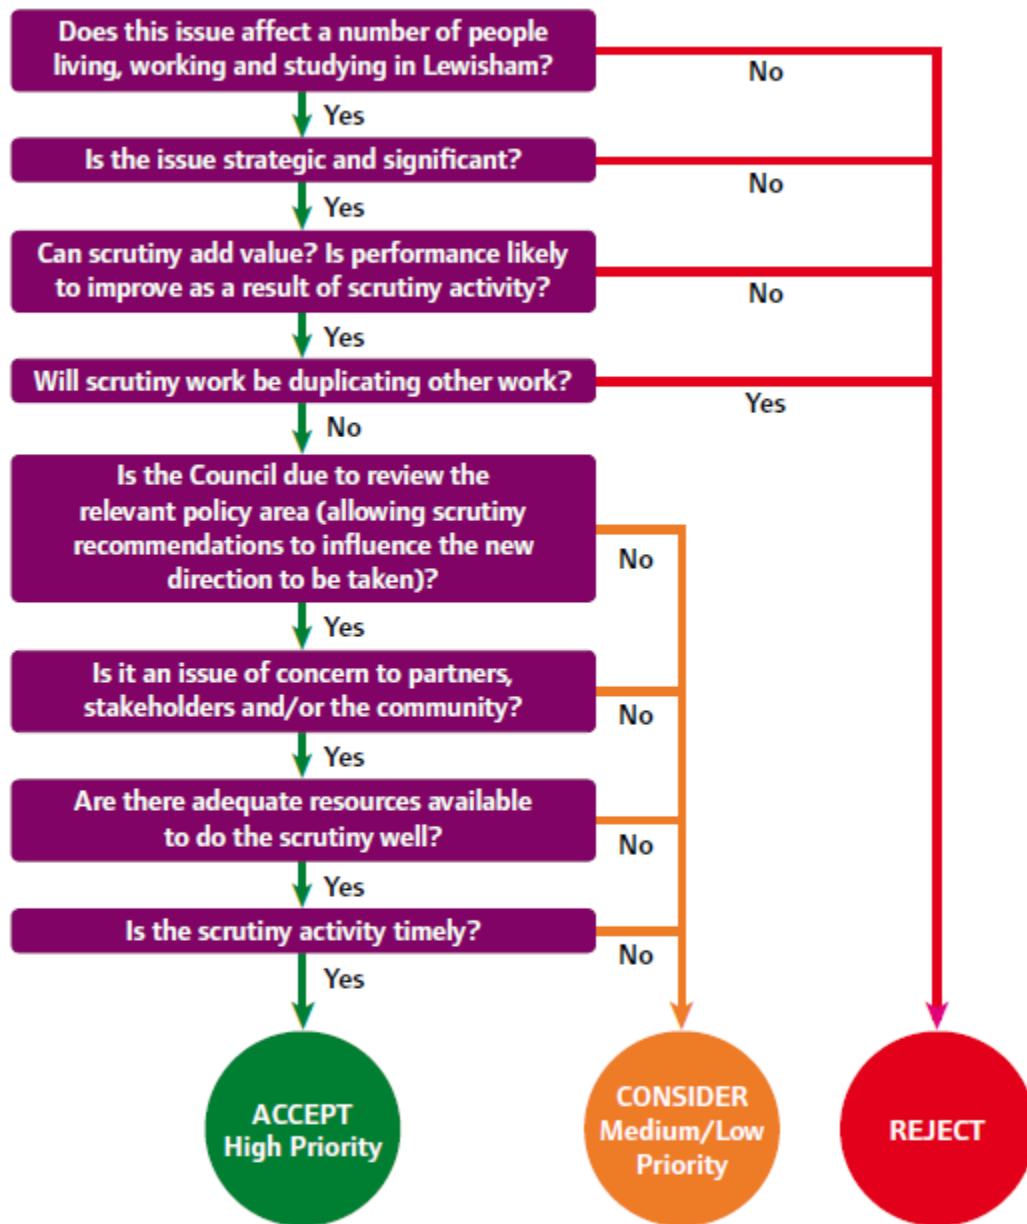 Does this issue affect a number of people
living, working and studying in Lewisham?
No
Yes
Is the issue strategic and significant?
No
Yes
Can scrutiny add value? Is performance likely
to improve as a result of scrutiny activity?
No
Yes
Will scrutiny work be duplicating other work?
Yes
No
Is the Council due to review the
relevant policy area (allowing scrutiny
recommendations to influence the new
direction to be taken)?
No
Yes
Is it an issue of concern to partners,
stakeholders and/or the community?
No
Yes
Are there adequate resources available
to do the scrutiny well?
No
Yes
Is the scrutiny activity timely?
No
Yes
ACCEPT
High Priority
CONSIDER
Medium/Low
Priority
REJECT